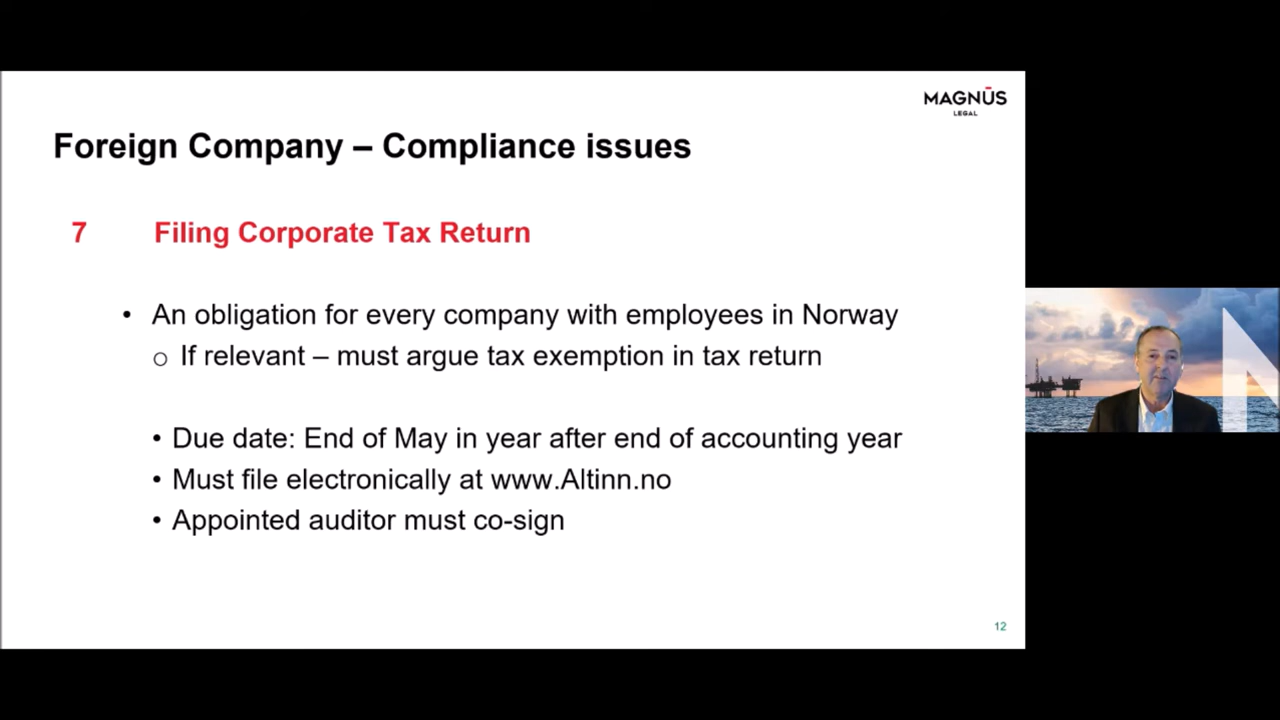 MAGNŪS
LEGAL
Foreign Company – Compliance issues
7 Filing Corporate Tax Return
• An obligation for every company with employees in Norway
o If relevant – must argue tax exemption in tax return
• Due date: End of May in year after end of accounting year
• Must file electronically at www.Altinn.no
• Appointed auditor must co-sign
12